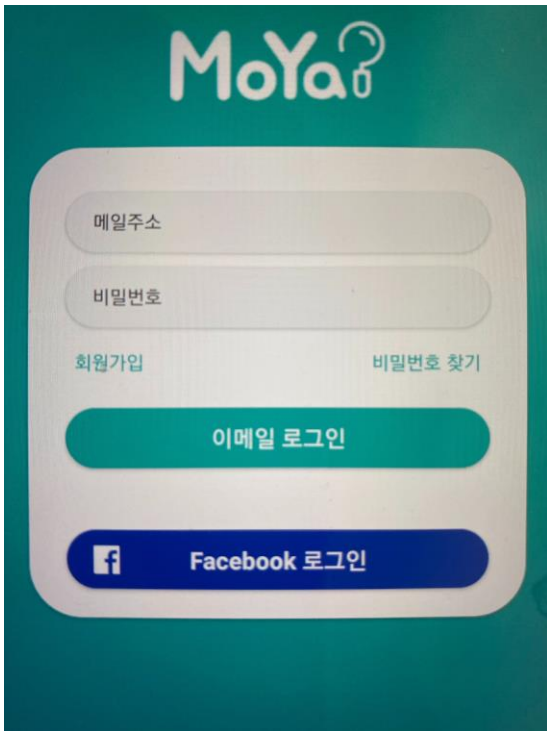 MoYa?
메일주소
비밀번호
회원가입 비밀번호 찾기
이메일 로그인
f Facebook 로그인